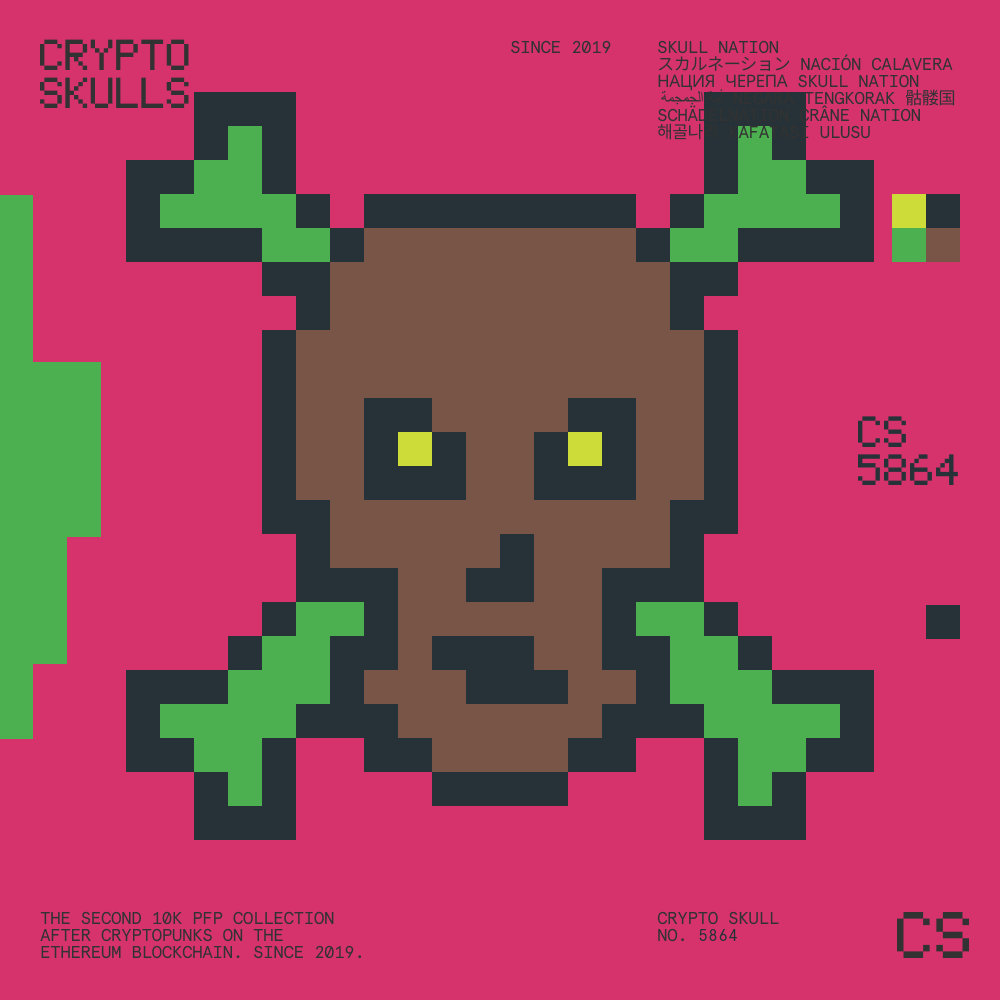 CRYPTO
SKULLS
SINCE 2019
SKULL NATION
スカルネーション NACIÓN CALAVERA
НАЦИЯ ЧЕРЕПА SKULL NATION
الجمجمة TENGKORAK 骷髅国
CRÂNE NATION
ULUSU
CS
5864
THE SECOND 10K PFP COLLECTION
AFTER CRYPTOPUNKS ON THE
ETHEREUM BLOCKCHAIN. SINCE 2019.
CRYPTO SKULL
NO. 5864
CS